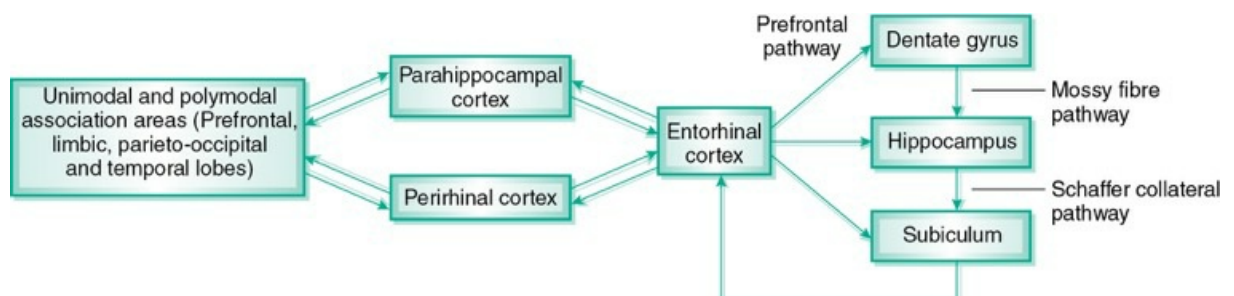 Unimodal and polymodal
association areas (Prefrontal,
limbic, parieto-occipital
and temporal lobes)
Parahippocampal
cortex
Perirhinal cortex
Entorhinal
cortex
Prefrontal
pathway
Dentate gyrus
Mossy fibre
pathway
Hippocampus
Schaffer collateral
pathway
Subiculum